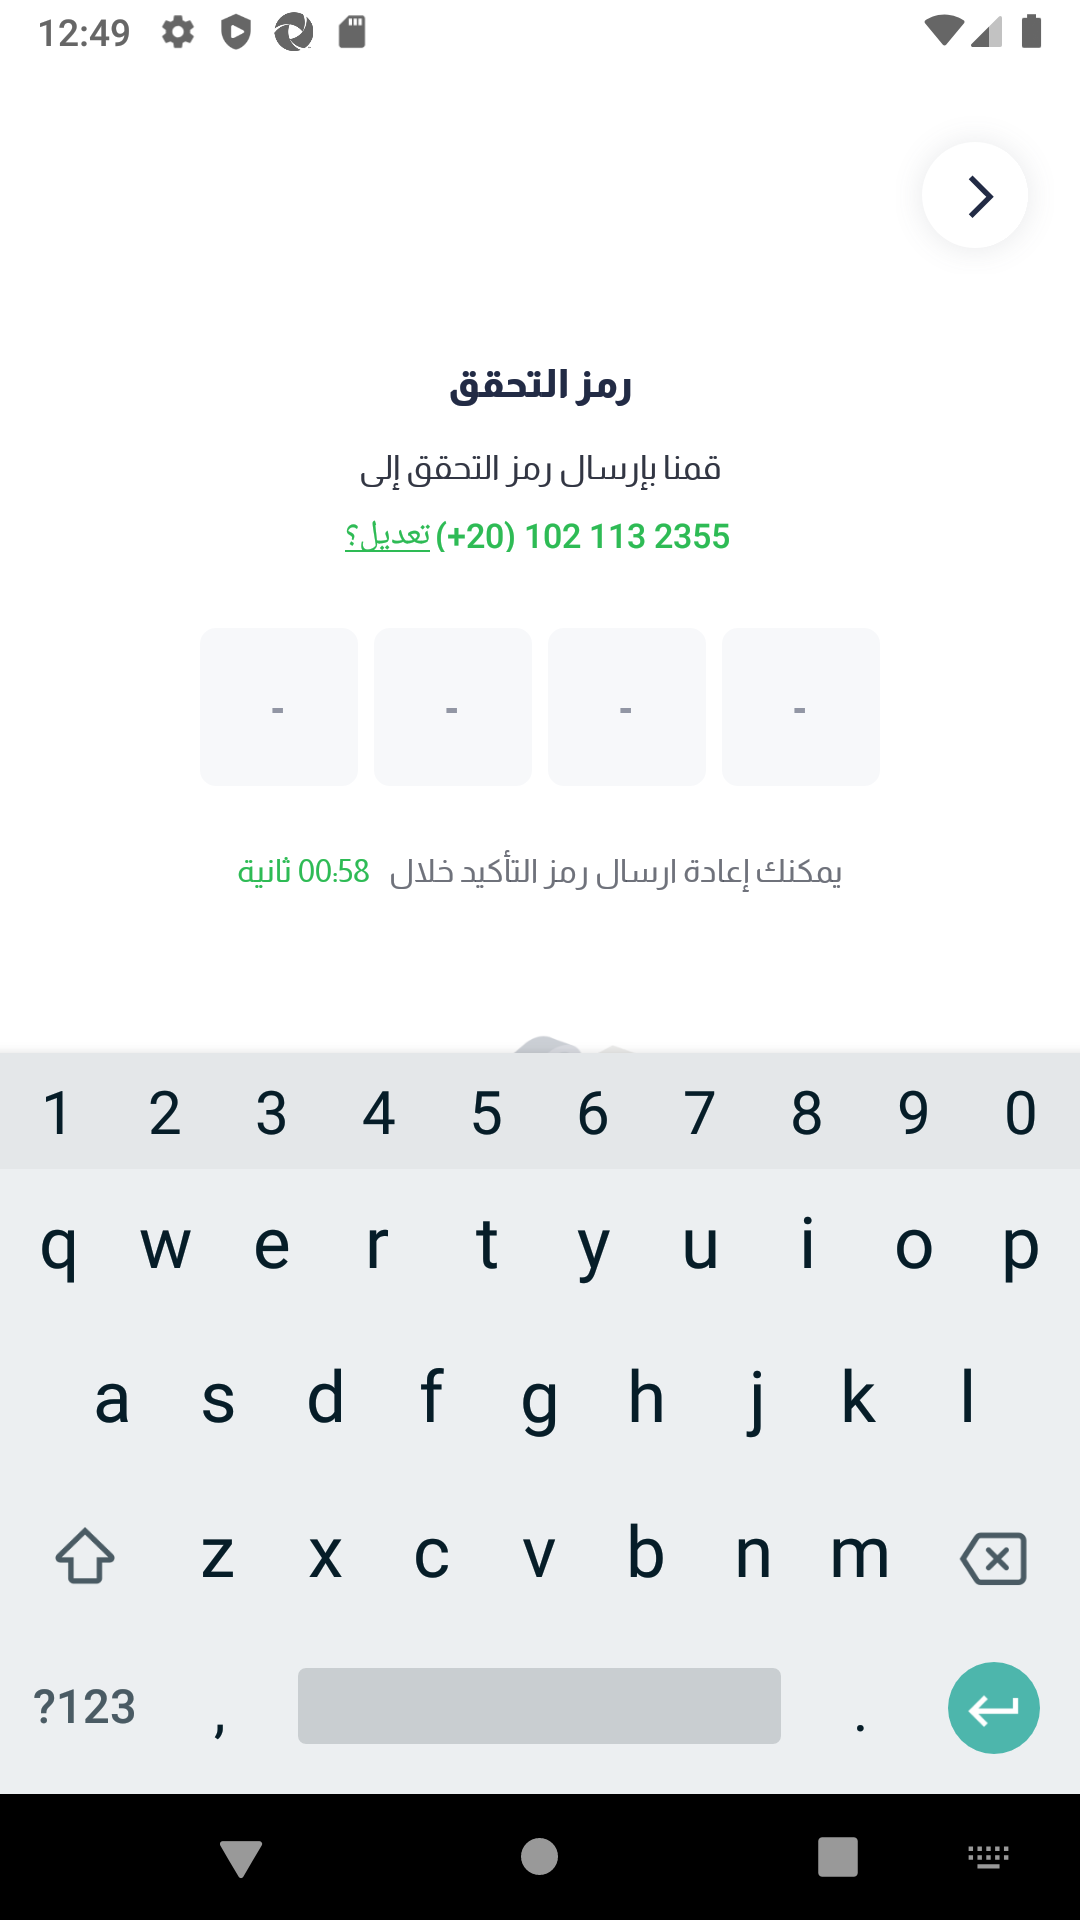 12:49
رمز التحقق
قمنا بإرسال رمز التحقق إلى
(+20) 102 113 2355 تعديل؟
- - - -
يمكنك إعادة ارسال رمز التأكيد خلال 00:58 ثانية
1 2 3 4 5 6 7 8 9 0
q w e r t y u i o p
a s d f g h j k l
z x c v b n m
?123 , .